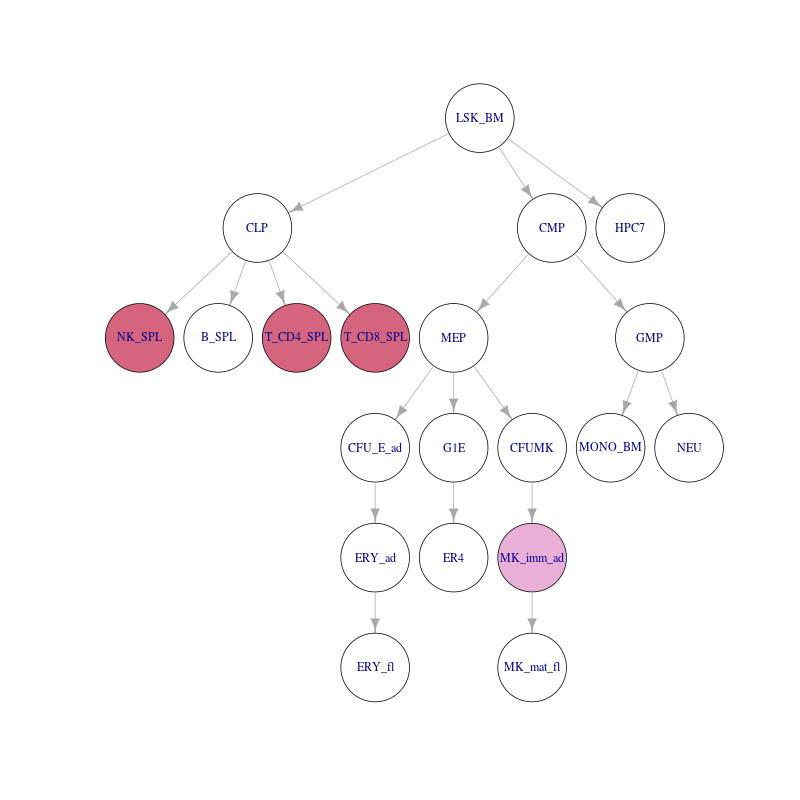 LSK_BM
CLP
CMP
HPC7
NK_SPL
B_SPL
T_CD4_SPL
T_CD8_SPL
MEP
GMP
CFU_E_ad
G1E
CFUMK
MONO_BM
NEU
ERY_ad
ER4
MK_imm_ad
ERY_fl
MK_mat_fl